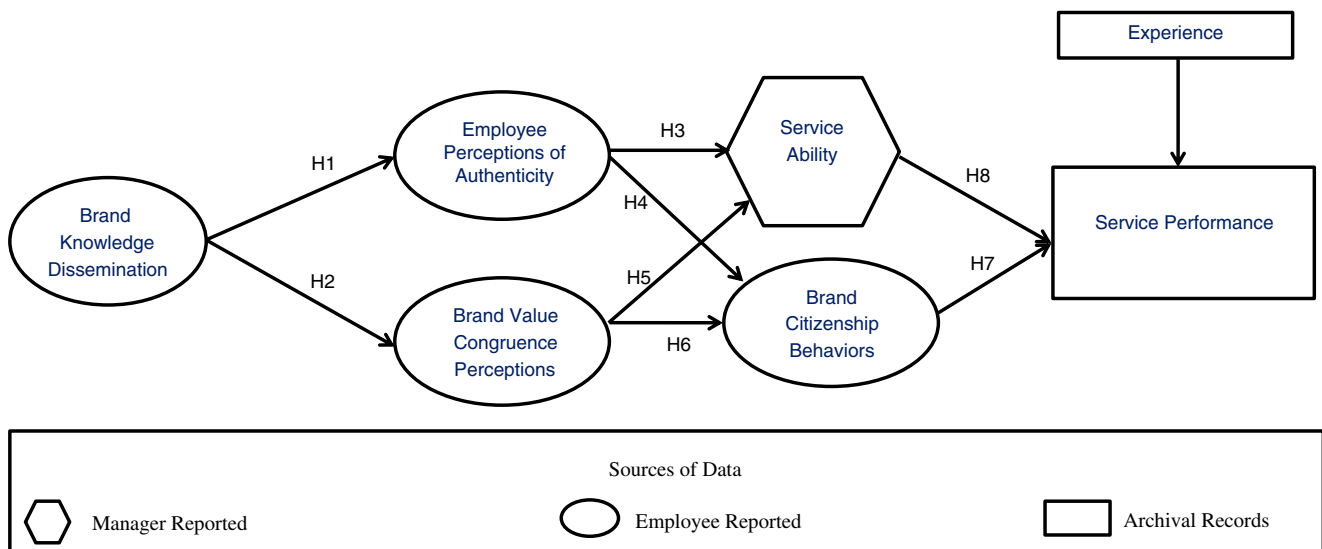 Experience
Employee
Perceptions of
Authenticity
H3
Service
Ability
H1
H8
Brand
Knowledge
Dissemination
H4
Service Performance
H2
H5
H7
Brand Value
Congruence
Perceptions
H6
Brand
Citizenship
Behaviors
Sources of Data
Manager Reported
Employee Reported
Archival Records